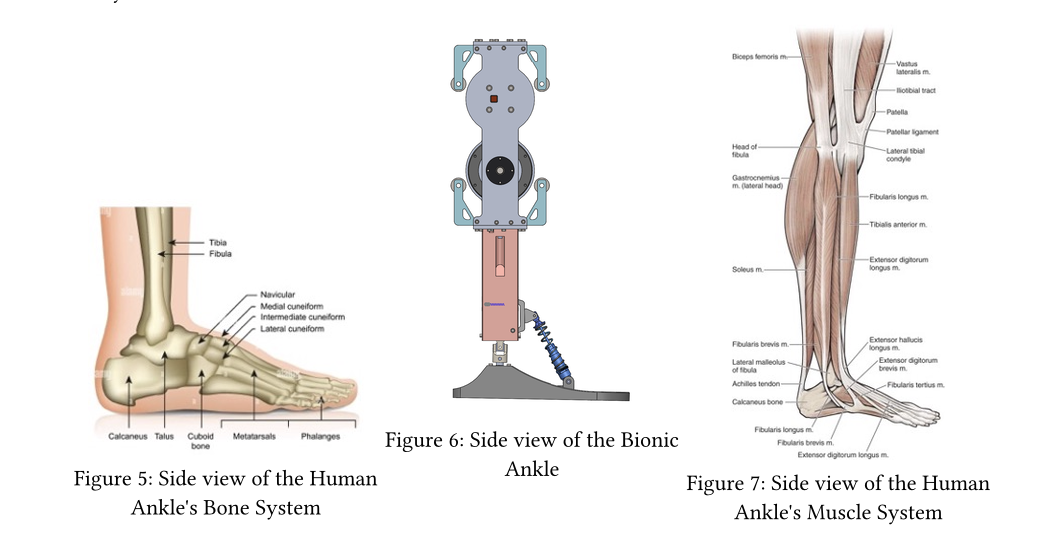 Tibia
Fibula
Navicular
Medial cuneiform
Intermediate cuneiform
Lateral cuneiform
Calcaneus
Talus
Cuboid
bone
Metatarsals
Phalanges
Figure 5: Side view of the Human
Ankle's Bone System
Figure 6: Side view of the Bionic
Ankle
Biceps femoris m.
Vastus
lateralis m.
Iliotibial tract
Patella
Patellar ligament
Head of
fibula
Lateral tibial
condyle
Gastrocnemius
m. (lateral head)
Fibularis longus m.
Tibialis anterior m.
Soleus m.
Extensor digitorum
longus m.
Fibularis brevis m.
Extensor hallucis
longus m.
Lateral malleolus
of fibula
Extensor digitorum
brevis m.
Achilles tendon
Fibularis tertius m.
Calcaneus bone
Fibularis longus m.
Fibularis brevis m.
Extensor digitorum longus m.
Figure 7: Side view of the Human
Ankle's Muscle System